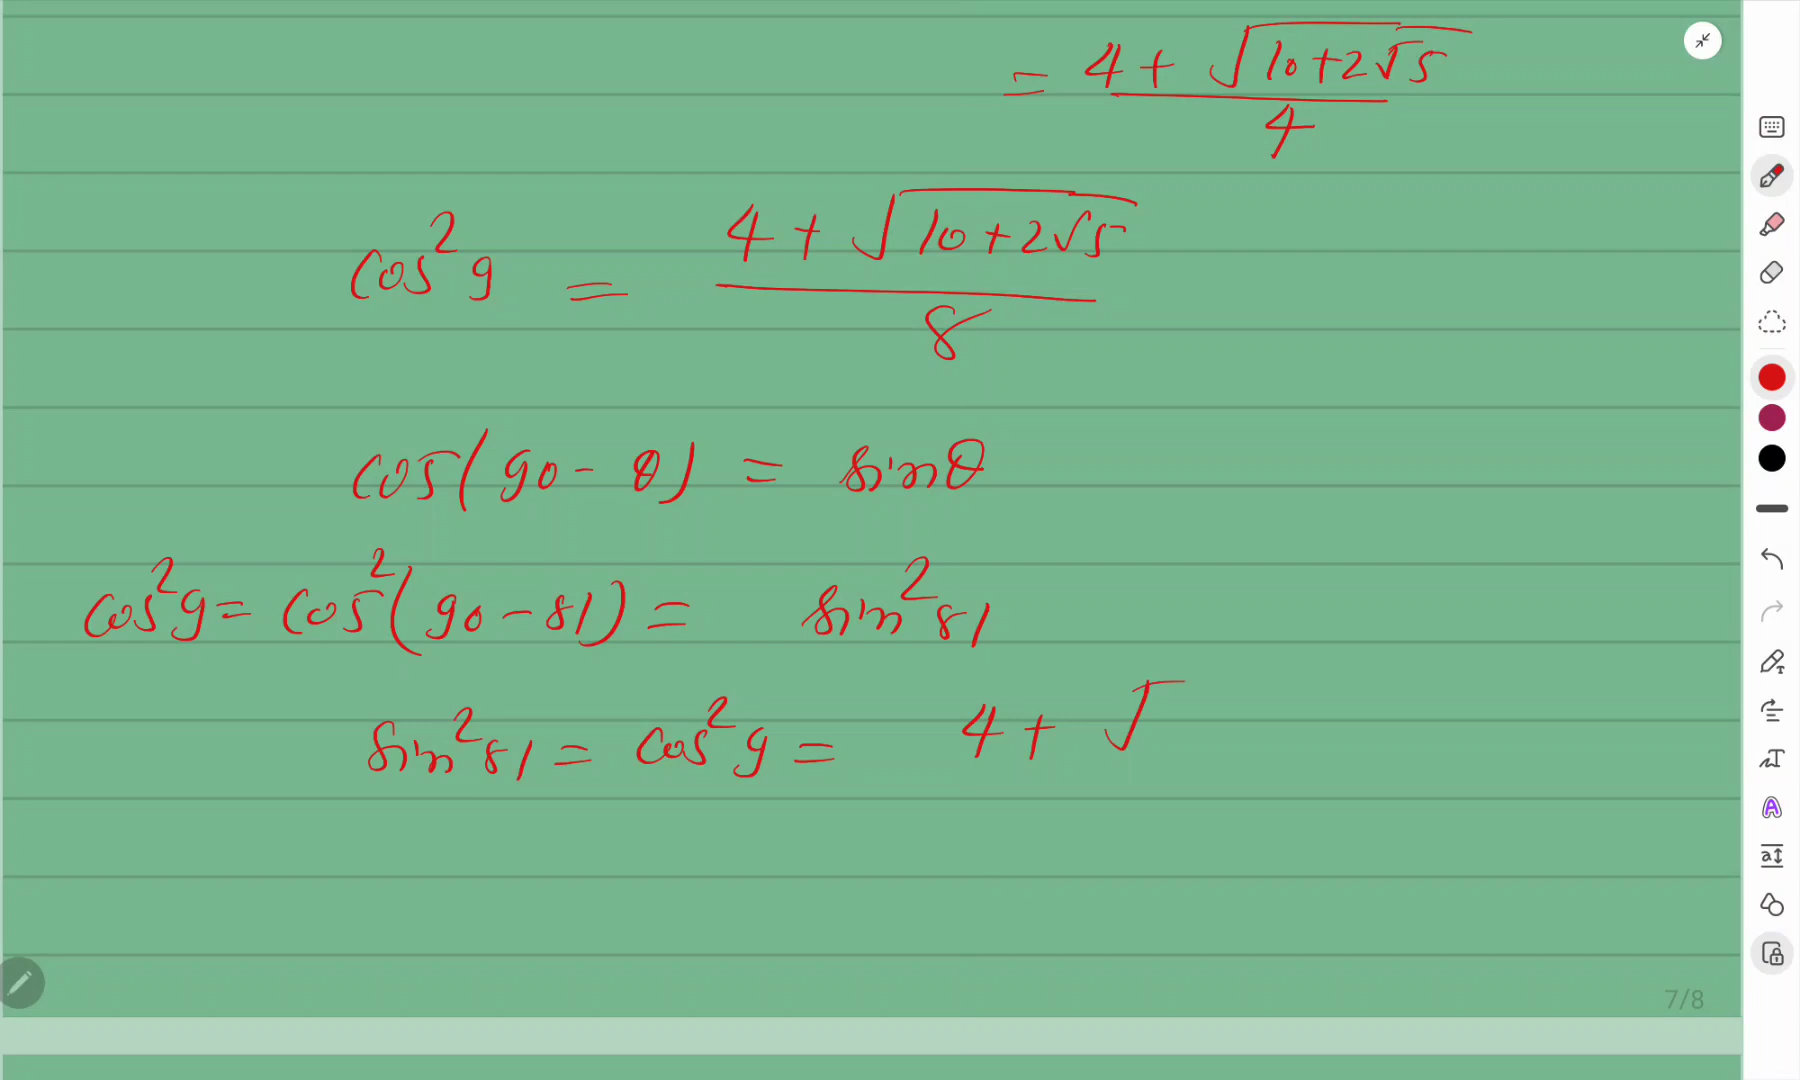 = (4 + √(10+2√5))/4
cos²9 = (4 + √(10+2√5))/8
cos(90 - θ) = sinθ
cos²9 = cos²(90 - 81) = sin²81
sin²81 = cos²9 = 4 + √
7/8